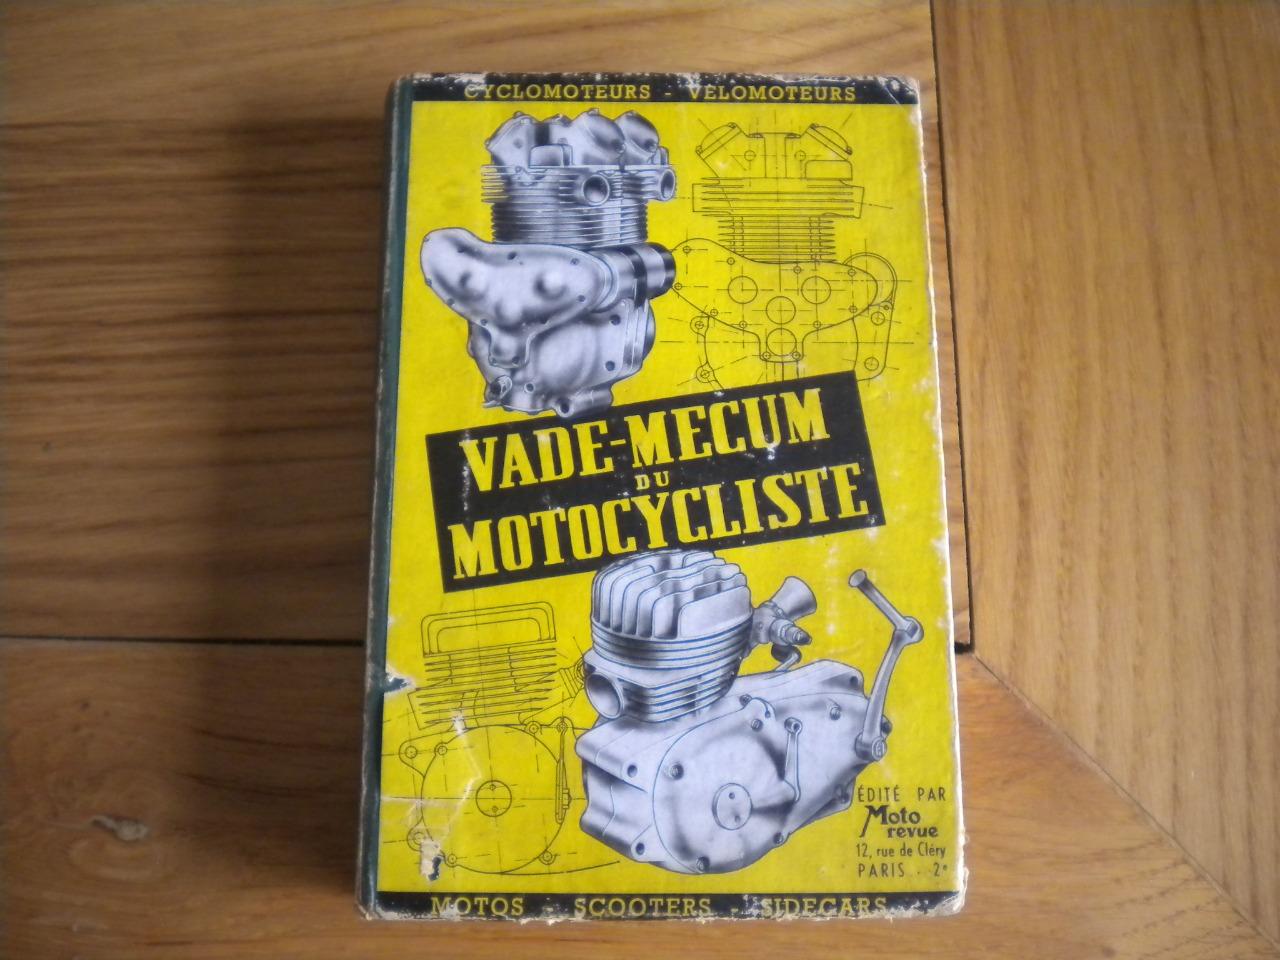 CYCLOMOTEURS - VÉLOMOTEURS
VADE-MECUM
DU
MOTOCYCLISTE
ÉDITÉ PAR
Moto
revue
12, rue de Cléry
PARIS - 2e
MOTOS - SCOOTERS - SIDECARS